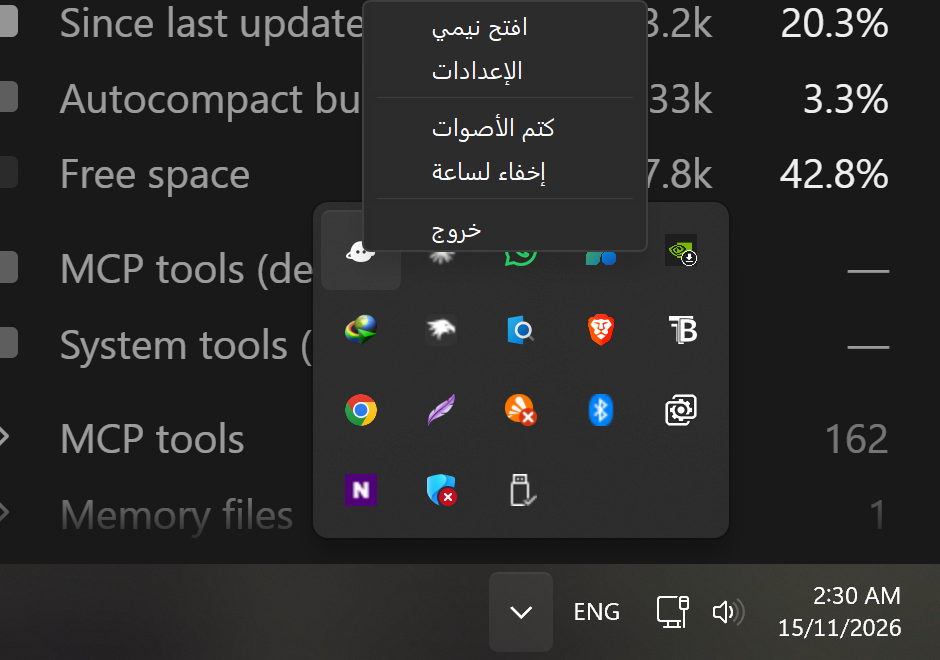 Since last update
3.2k
20.3%
Autocompact bu
33k
3.3%
Free space
7.8k
42.8%
MCP tools (de
—
System tools (
—
MCP tools
162
Memory files
1
افتح نيمي
الإعدادات
كتم الأصوات
إخفاء لساعة
خروج
B
N
ENG
2:30 AM
15/11/2026